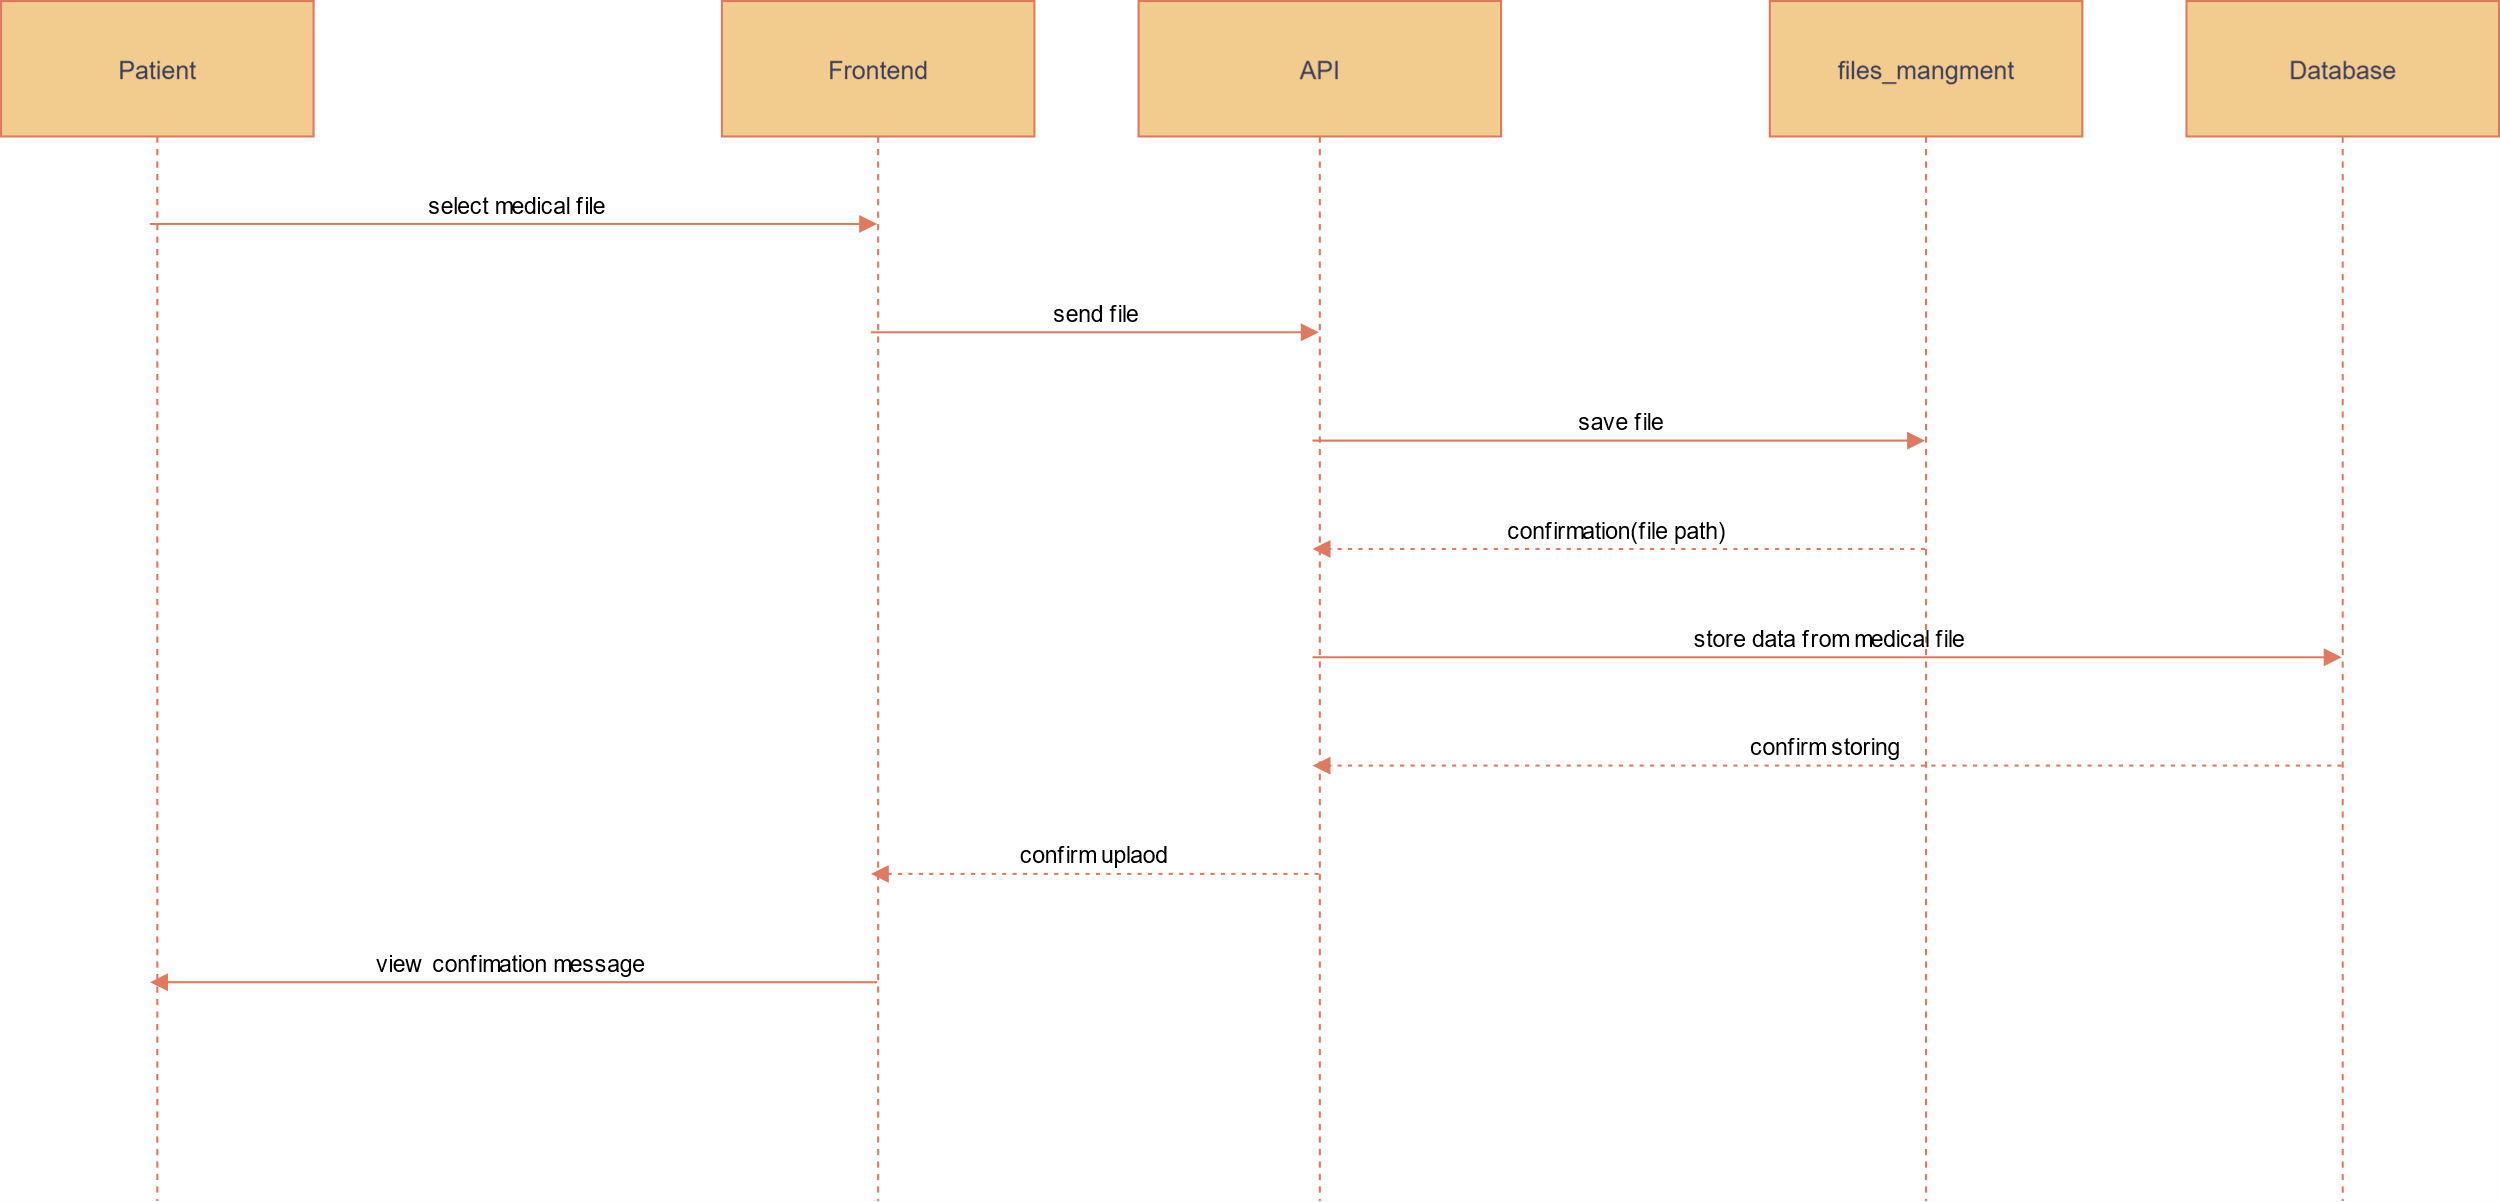 Patient
Frontend
API
files_mangment
Database
select medical file
send file
save file
confirmation(file path)
store data from medical file
confirm storing
confirm uplaod
view  confimation message